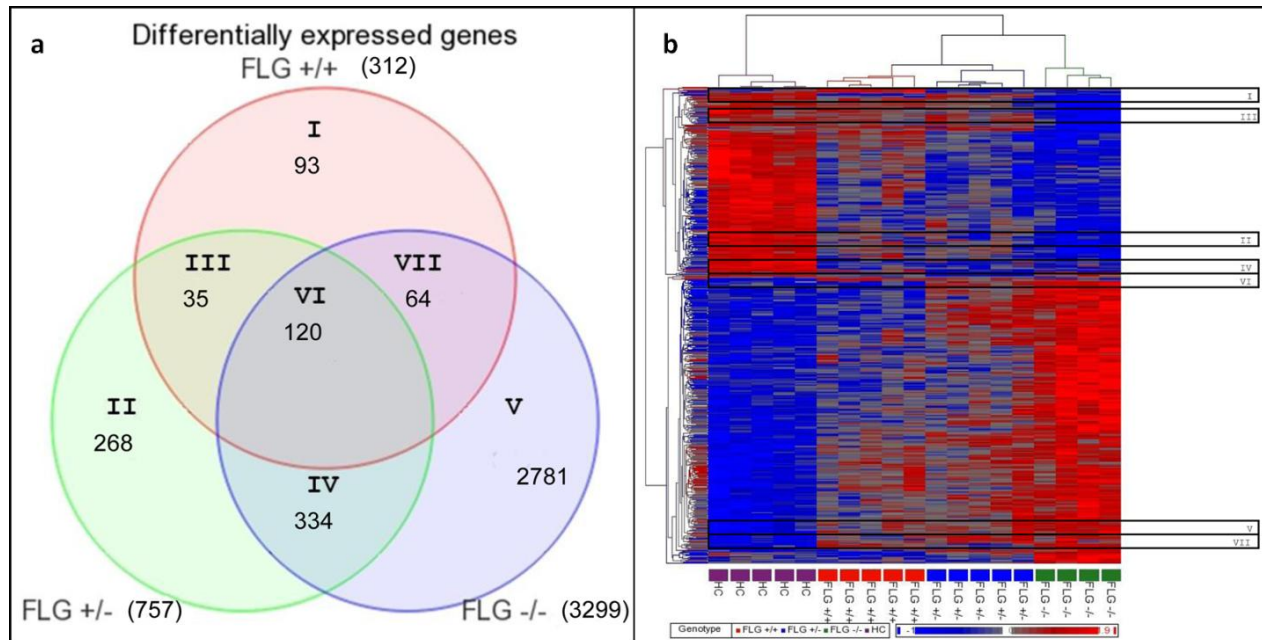 a
Differentially expressed genes
FLG +/+ (312)
I
93
III
35
VI
120
VII
64
II
268
V
2781
IV
334
FLG +/- (757)
FLG -/- (3299)
b
I
III
II
IV
VI
V
VII
HC
HC
HC
HC
HC
FLG +/+
FLG +/+
FLG +/+
FLG +/+
FLG +/+
FLG +/-
FLG +/-
FLG +/-
FLG +/-
FLG +/-
FLG -/-
FLG -/-
FLG -/-
FLG -/-
Genotype FLG +/+ FLG +/- FLG -/- HC